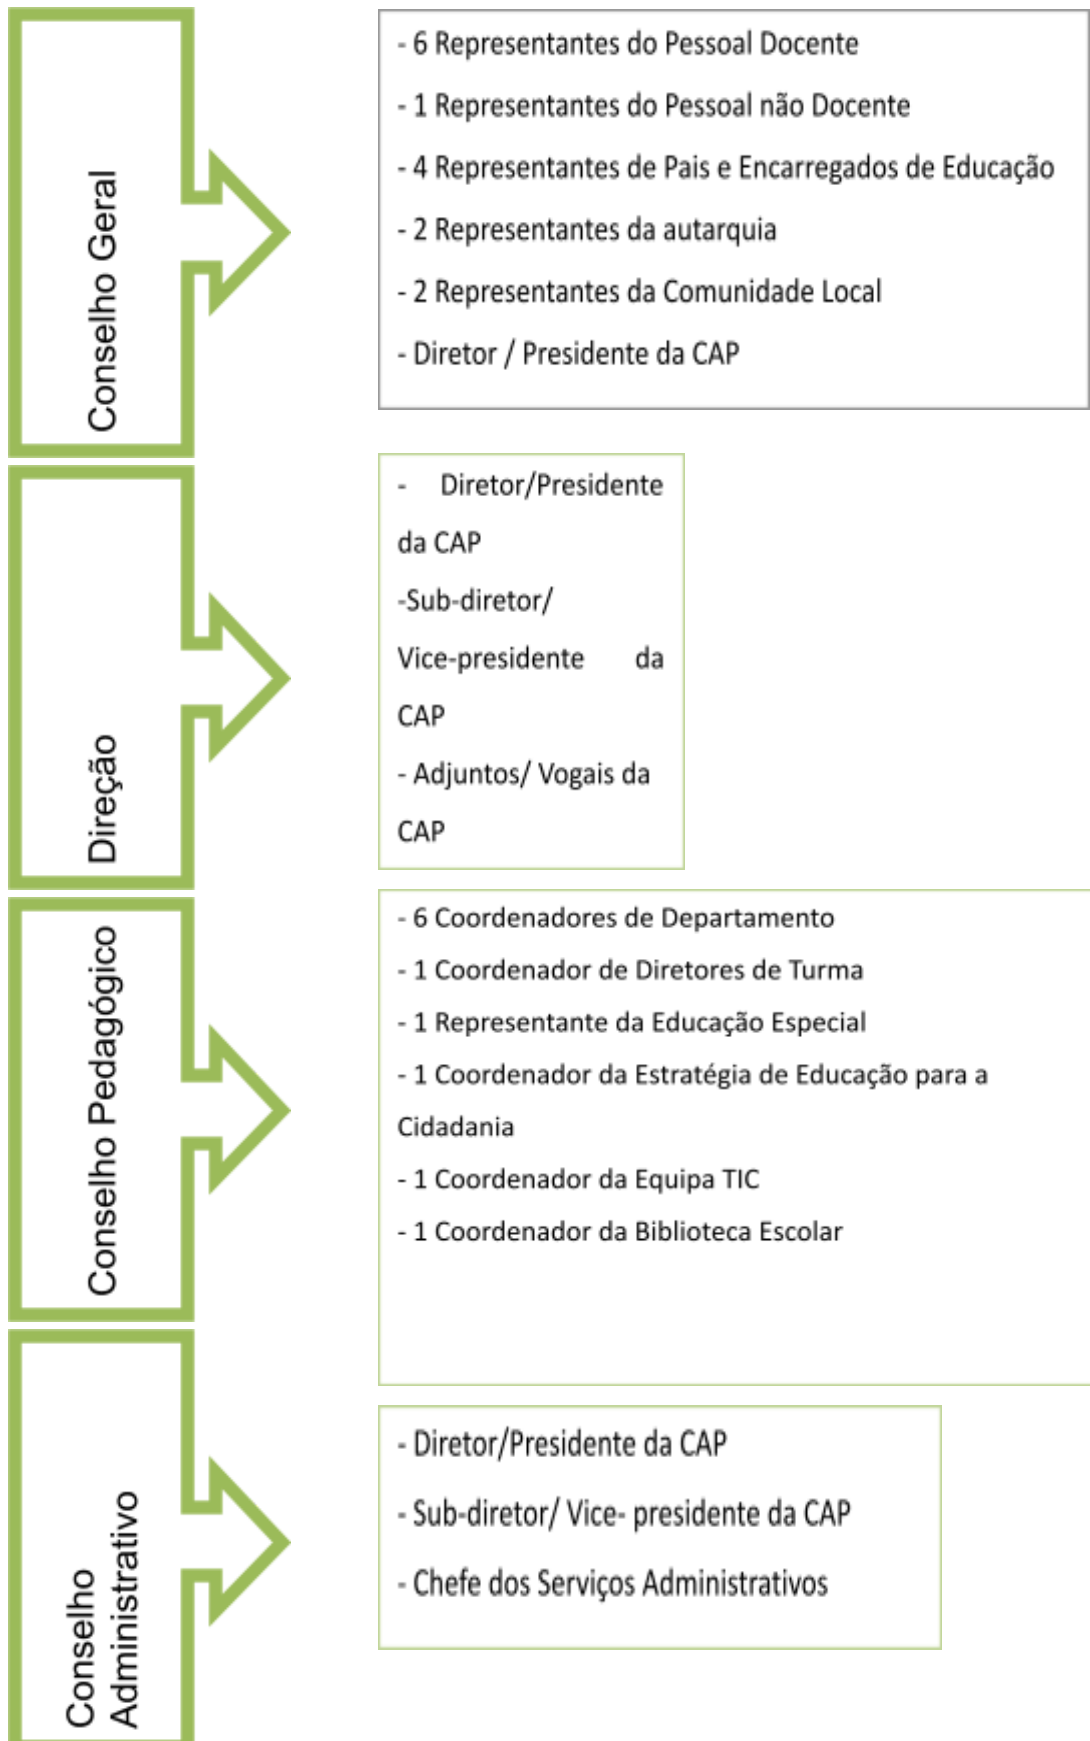 Conselho Geral
- 6 Representantes do Pessoal Docente
- 1 Representantes do Pessoal não Docente
- 4 Representantes de Pais e Encarregados de Educação
- 2 Representantes da autarquia
- 2 Representantes da Comunidade Local
- Diretor / Presidente da CAP
Direção
- Diretor/Presidente
da CAP
-Sub-diretor/
Vice-presidente da
CAP
- Adjuntos/ Vogais da
CAP
Conselho Pedagógico
- 6 Coordenadores de Departamento
- 1 Coordenador de Diretores de Turma
- 1 Representante da Educação Especial
- 1 Coordenador da Estratégia de Educação para a
Cidadania
- 1 Coordenador da Equipa TIC
- 1 Coordenador da Biblioteca Escolar
Conselho
Administrativo
- Diretor/Presidente da CAP
- Sub-diretor/ Vice- presidente da CAP
- Chefe dos Serviços Administrativos